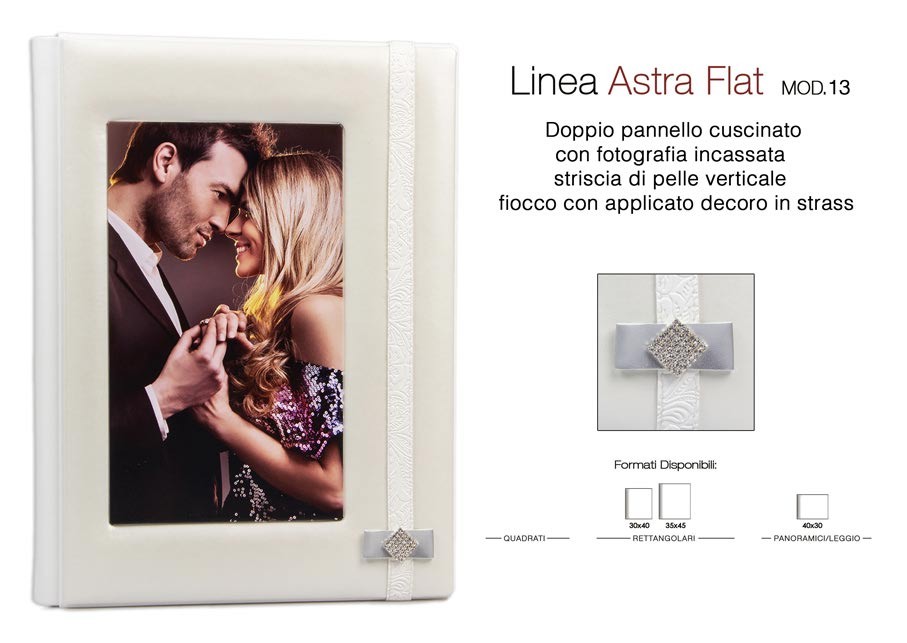 Linea Astra Flat MOD.13
Doppio pannello cuscinato
con fotografia incassata
striscia di pelle verticale
fiocco con applicato decoro in strass
Formati Disponibili:
30x40 35x45 40x30
QUADRATI RETTANGOLARI PANORAMICI/LEGGIO